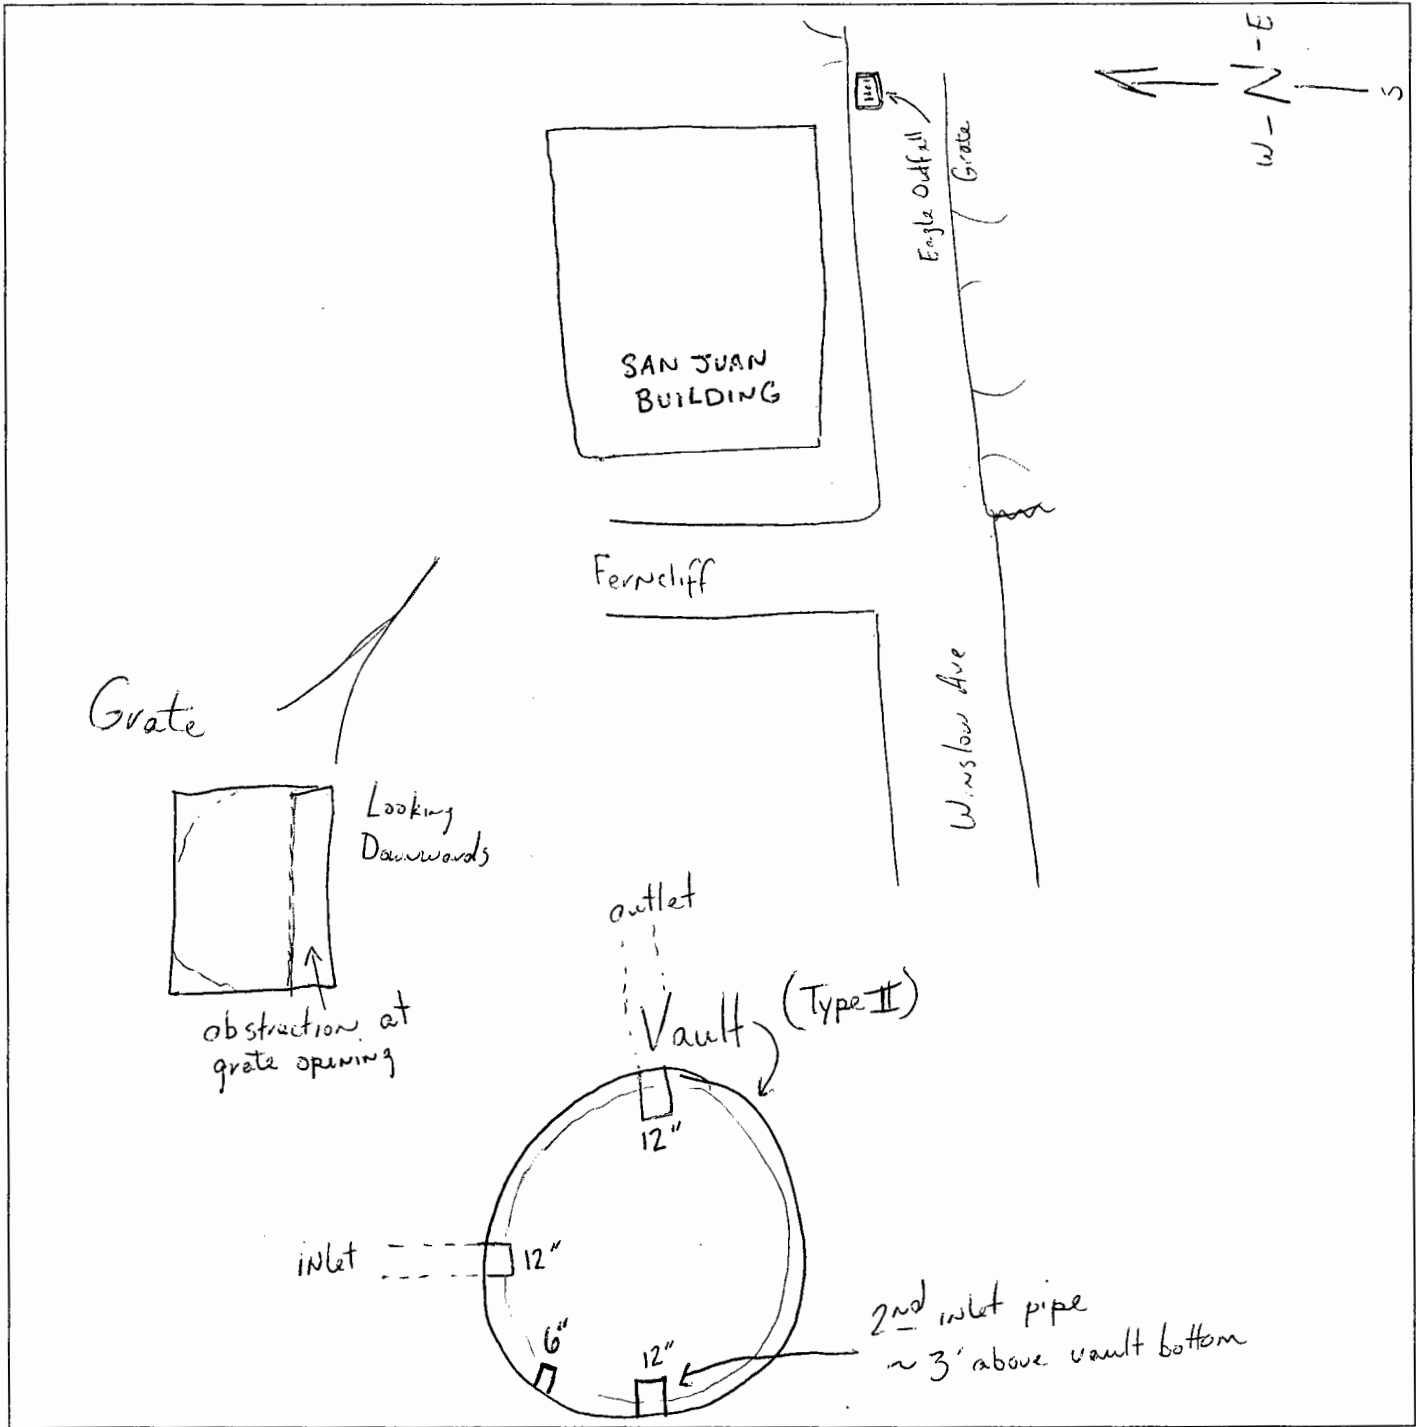 W - N - E
S
Eagle Outfall
Grate
SAN JUAN
BUILDING
Ferncliff
Winslow Ave
Grate
Looking
Downwards
obstruction at
grate opening
outlet
Vault (Type II)
12"
inlet
12"
6"
12"
2nd inlet pipe
~ 3' above vault bottom